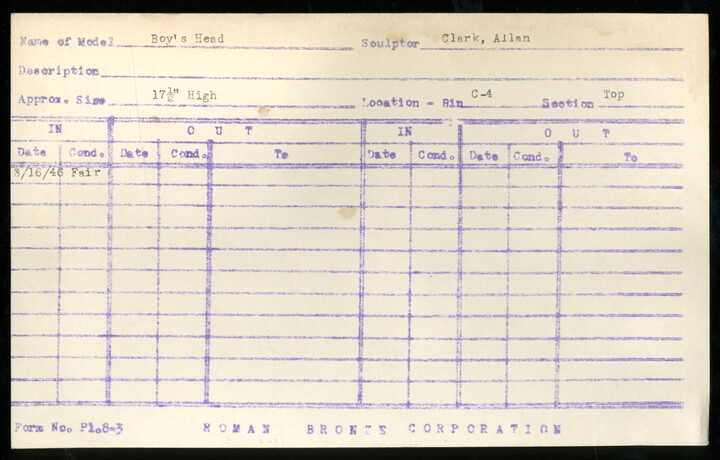 Name of Model Boy's Head Sculptor Clark, Allan
Description
Approx. Size 17½" High Location - Bin C-4 Section Top
IN OUT IN OUT
Date Cond. Date Cond. To Date Cond. Date Cond. To
3/16/46 Fair
Form No. P1.8-3 ROMAN BRONZE CORPORATION